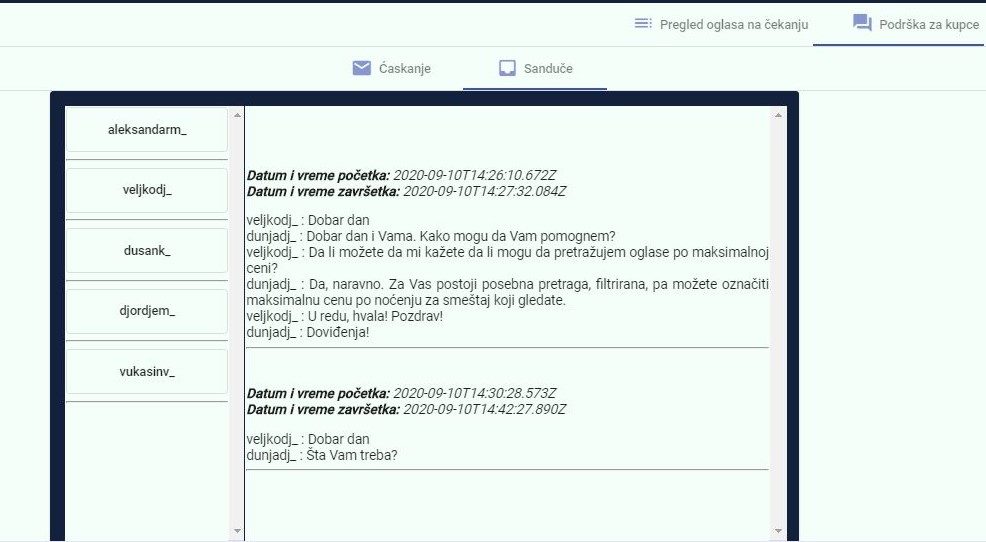 Pregled oglasa na čekanju
Podrška za kupce
Ćaskanje
Sanduče
aleksandarm_
veljkodj_
dusank_
djordjem_
vukasinv_
Datum i vreme početka: 2020-09-10T14:26:10.672Z
Datum i vreme završetka: 2020-09-10T14:27:32.084Z
veljkodj_ : Dobar dan
dunjadj_ : Dobar dan i Vama. Kako mogu da Vam pomognem?
veljkodj_ : Da li možete da mi kažete da li mogu da pretražujem oglase po maksimalnoj
ceni?
dunjadj_ : Da, naravno. Za Vas postoji posebna pretraga, filtrirana, pa možete označiti
maksimalnu cenu po noćenju za smeštaj koji gledate.
veljkodj_ : U redu, hvala! Pozdrav!
dunjadj_ : Doviđenja!
Datum i vreme početka: 2020-09-10T14:30:28.573Z
Datum i vreme završetka: 2020-09-10T14:42:27.890Z
veljkodj_ : Dobar dan
dunjadj_ : Šta Vam treba?